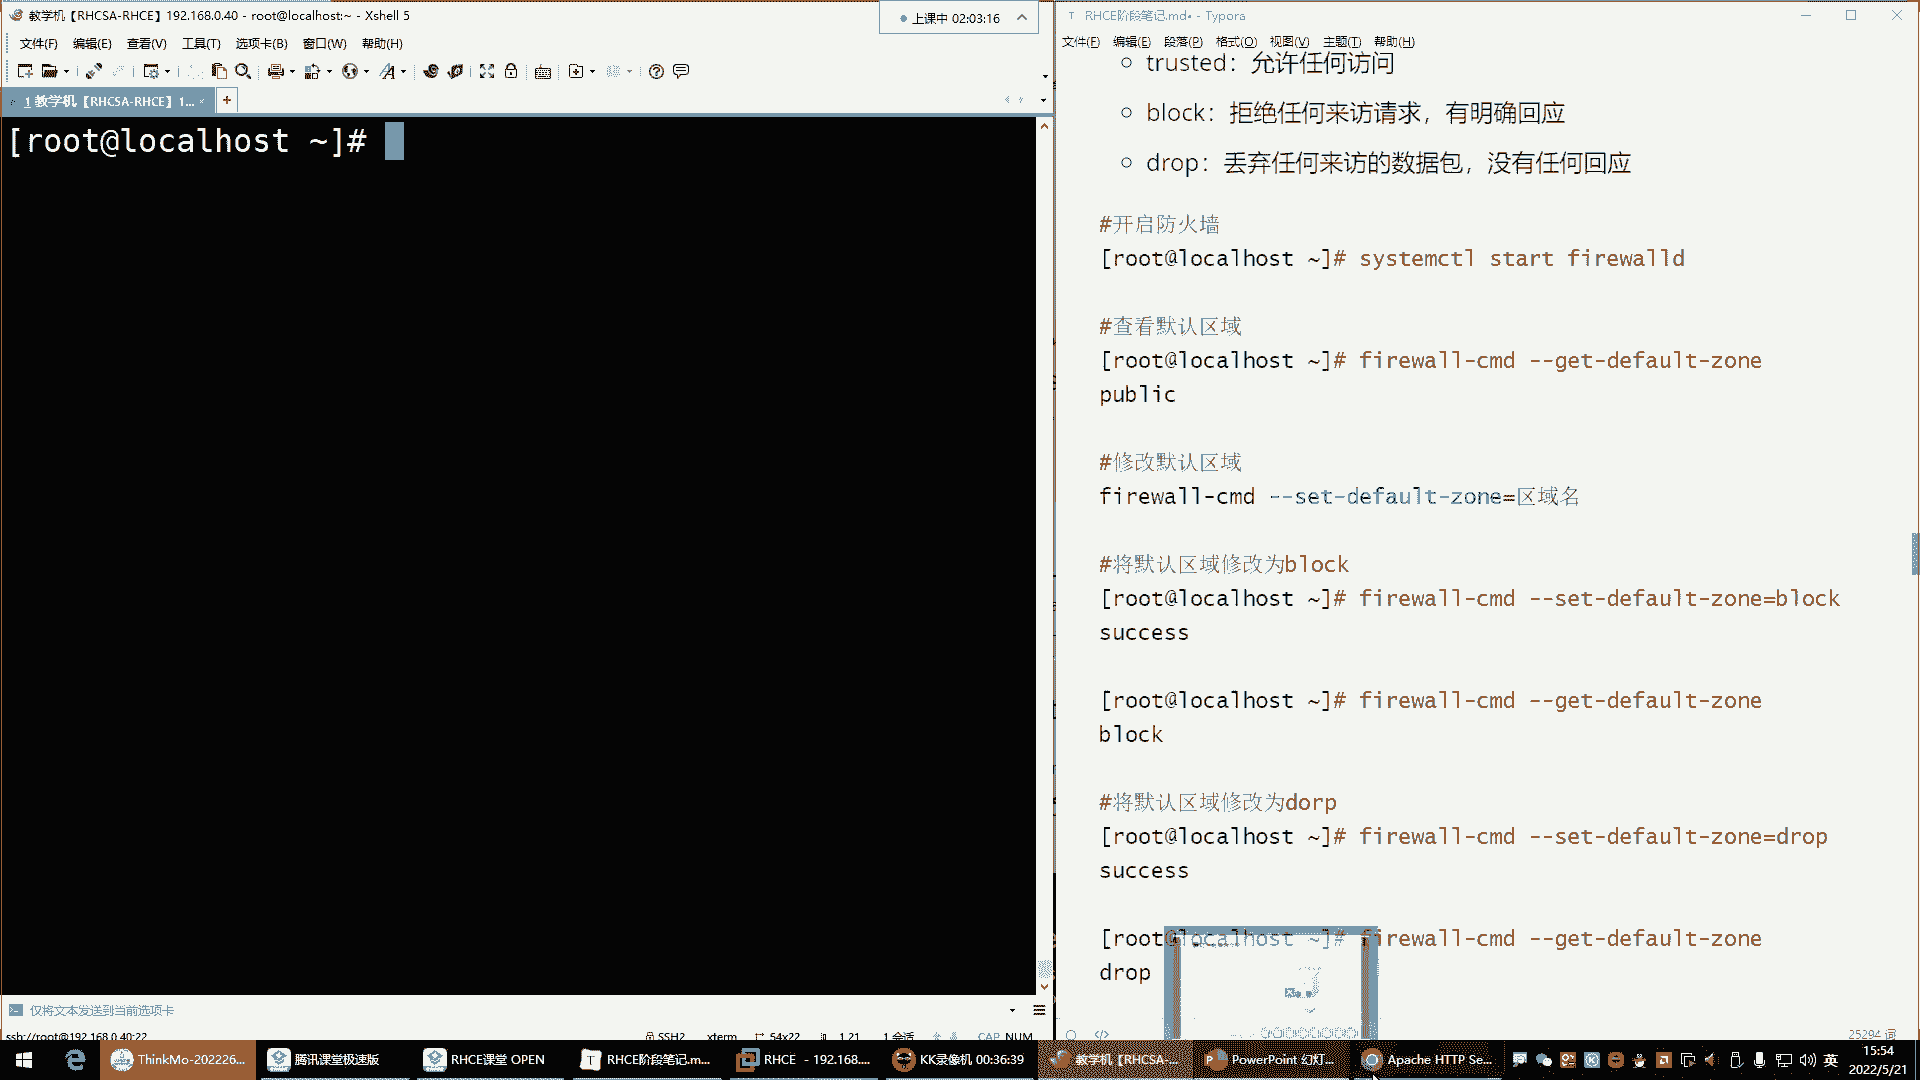 教学机【RHCSA-RHCE】192.168.0.40 - root@localhost:~ - Xshell 5
上课中 02:03:16
文件(F) 编辑(E) 查看(V) 工具(T) 选项卡(B) 窗口(W) 帮助(H)
1 教学机【RHCSA-RHCE】1...
[root@localhost ~]#
仅将文本发送到当前选项卡
ssh://root@192.168.0.40:22 SSH2 xterm 54x22 1,21 1 会话 CAP NUM
RHCE阶段笔记.md• - Typora
文件(F) 编辑(E) 段落(P) 格式(O) 视图(V) 主题(T) 帮助(H)
trusted：允许任何访问
block：拒绝任何来访请求，有明确回应
drop：丢弃任何来访的数据包，没有任何回应
#开启防火墙
[root@localhost ~]# systemctl start firewalld
#查看默认区域
[root@localhost ~]# firewall-cmd --get-default-zone
public
#修改默认区域
firewall-cmd --set-default-zone=区域名
#将默认区域修改为block
[root@localhost ~]# firewall-cmd --set-default-zone=block
success
[root@localhost ~]# firewall-cmd --get-default-zone
block
#将默认区域修改为dorp
[root@localhost ~]# firewall-cmd --set-default-zone=drop
success
[root@localhost ~]# firewall-cmd --get-default-zone
drop
25294 词
ThinkMo-202226... 腾讯课堂极速版 RHCE课堂 OPEN RHCE阶段笔记.m... RHCE - 192.168.... KK录像机 00:36:39 教学机【RHCSA-... PowerPoint 幻灯... Apache HTTP Se... 英
15:54
2022/5/21